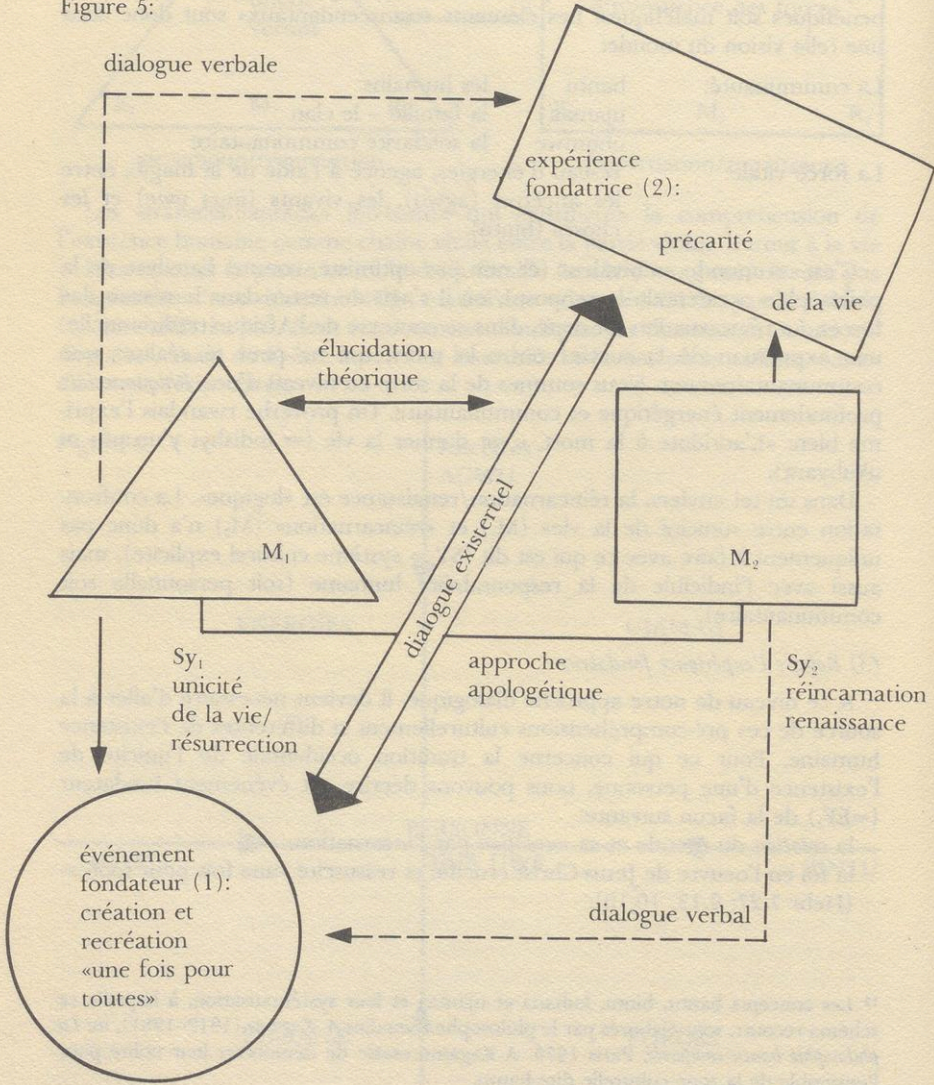 Figure 5:
dialogue verbale
expérience
fondatrice (2):
précarité
de la vie
élucidation
théorique
M₁
M₂
dialogue existertiel
Sy₁
unicité
de la vie/
résurrection
approche
apologétique
Sy₂
réincarnation
renaissance
événement
fondateur (1):
création et
recréation
«une fois pour
toutes»
dialogue verbal